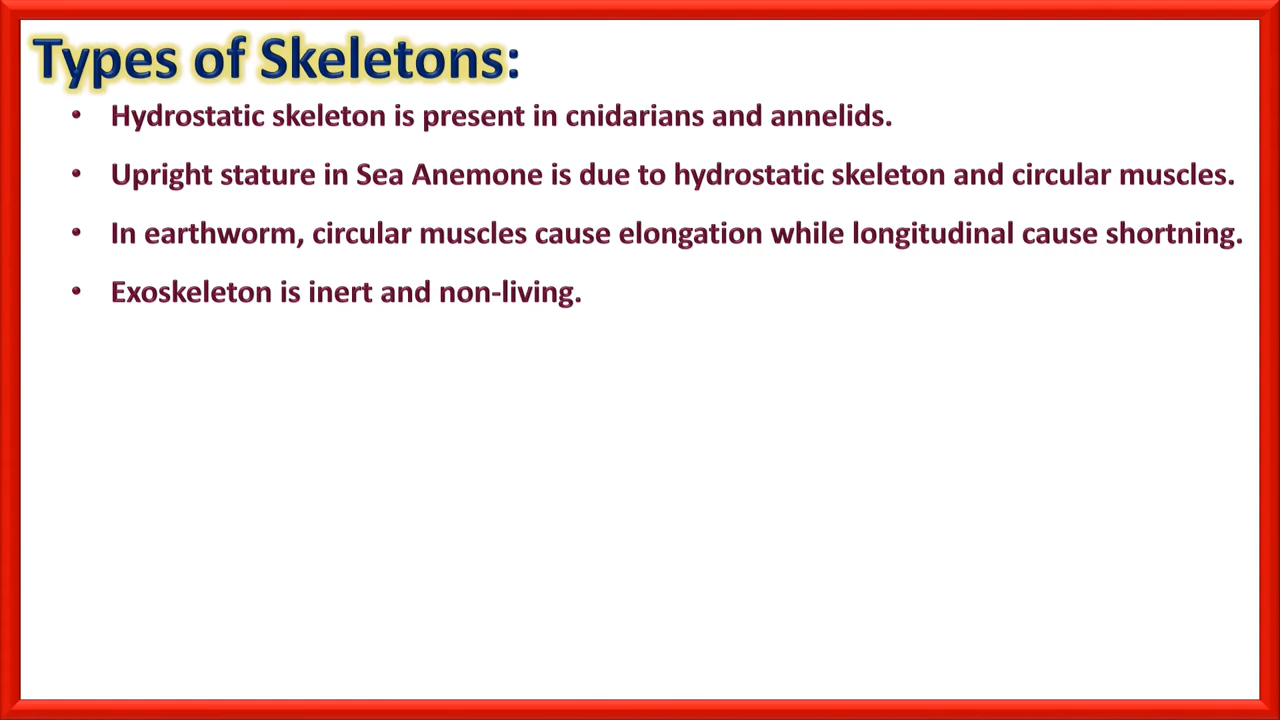 Types of Skeletons:
• Hydrostatic skeleton is present in cnidarians and annelids.
• Upright stature in Sea Anemone is due to hydrostatic skeleton and circular muscles.
• In earthworm, circular muscles cause elongation while longitudinal cause shortning.
• Exoskeleton is inert and non-living.